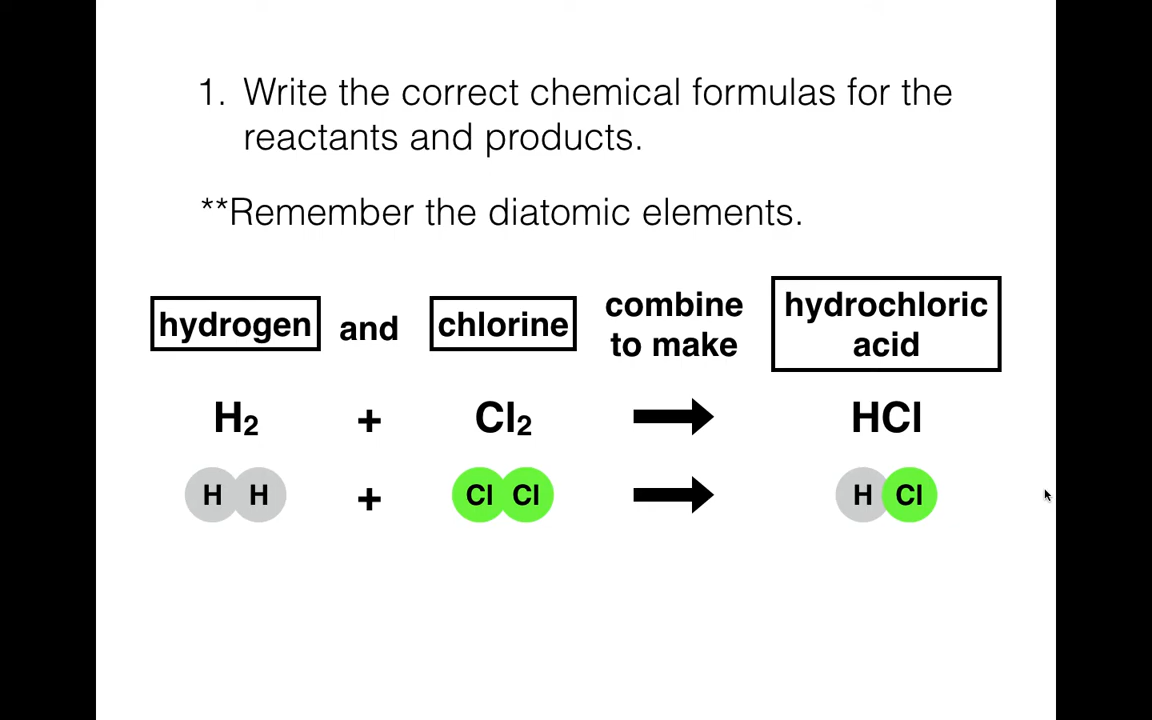 1. Write the correct chemical formulas for the
reactants and products.
**Remember the diatomic elements.
hydrogen and chlorine combine to make hydrochloric acid
H₂ + Cl₂ → HCl
H H + Cl Cl → H Cl